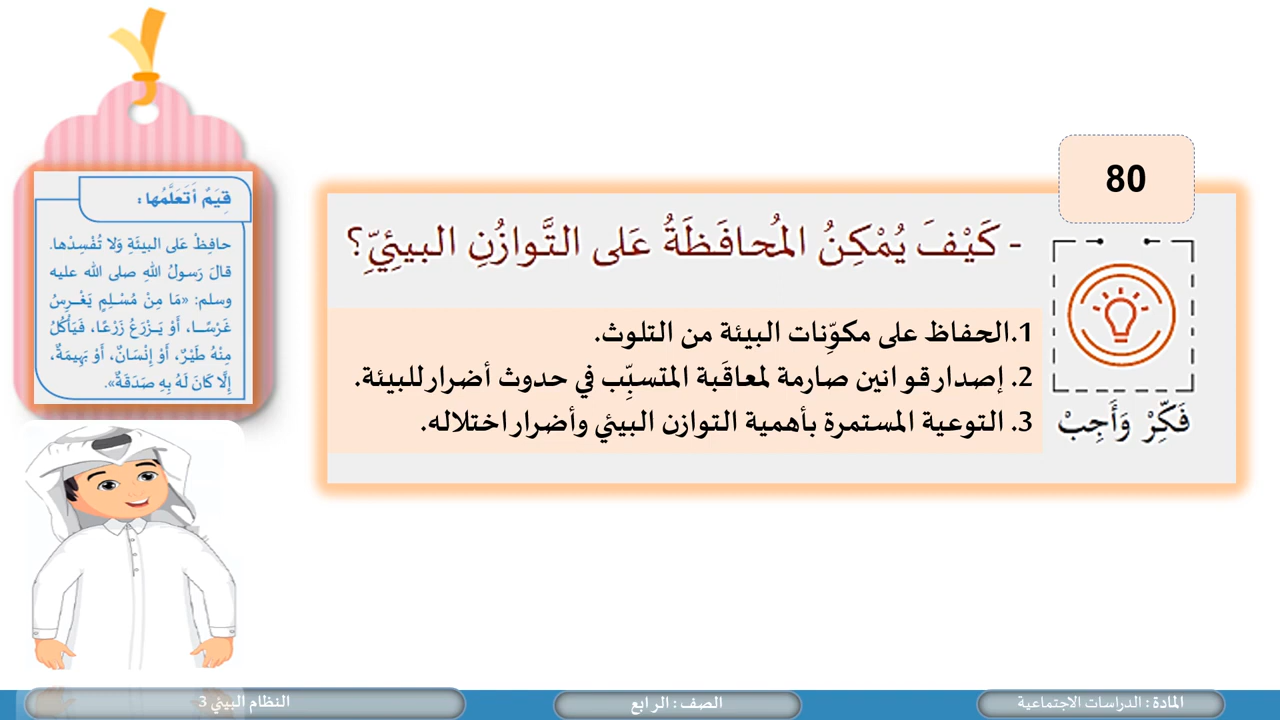 80
- كَيْفَ يُمْكِنُ المُحافَظَةُ عَلى التَّوازُنِ البيئِيِّ؟
1.الحفاظ على مكوِّنات البيئة من التلوث.
2. إصدار قوانين صارمة لمعاقَبة المتسبِّب في حدوث أضرار للبيئة.
3. التوعية المستمرة بأهمية التوازن البيئي وأضرار اختلاله.
فَكِّرْ وَأَجِبْ
قِيَمٌ أَتَعَلَّمُها :
حافِظْ عَلى البيئَةِ وَلا تُفْسِدْها.
قالَ رَسولُ اللهِ صلى الله عليه
وسلم: «مَا مِنْ مُسْلِمٍ يَغْرِسُ
غَرْسًا، أَوْ يَزْرَعُ زَرْعًا، فَيَأْكُلُ
مِنْهُ طَيْرٌ، أَوْ إِنْسَانٌ، أَوْ بَهِيمَةٌ،
إِلَّا كَانَ لَهُ بِهِ صَدَقَةٌ».
المادة : الدراسات الاجتماعية
الصف : الرابع
النظام البيئي 3